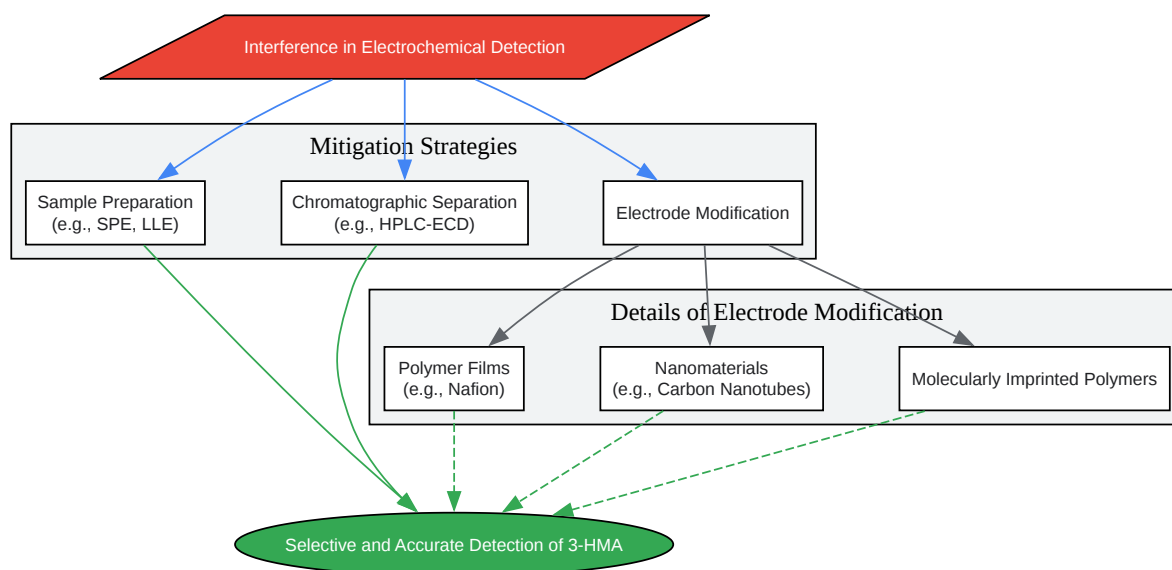 Interference in Electrochemical Detection
Mitigation Strategies
Sample Preparation
(e.g., SPE, LLE)
Chromatographic Separation
(e.g., HPLC-ECD)
Electrode Modification
Details of Electrode Modification
Polymer Films
(e.g., Nafion)
Nanomaterials
(e.g., Carbon Nanotubes)
Molecularly Imprinted Polymers
Selective and Accurate Detection of 3-HMA